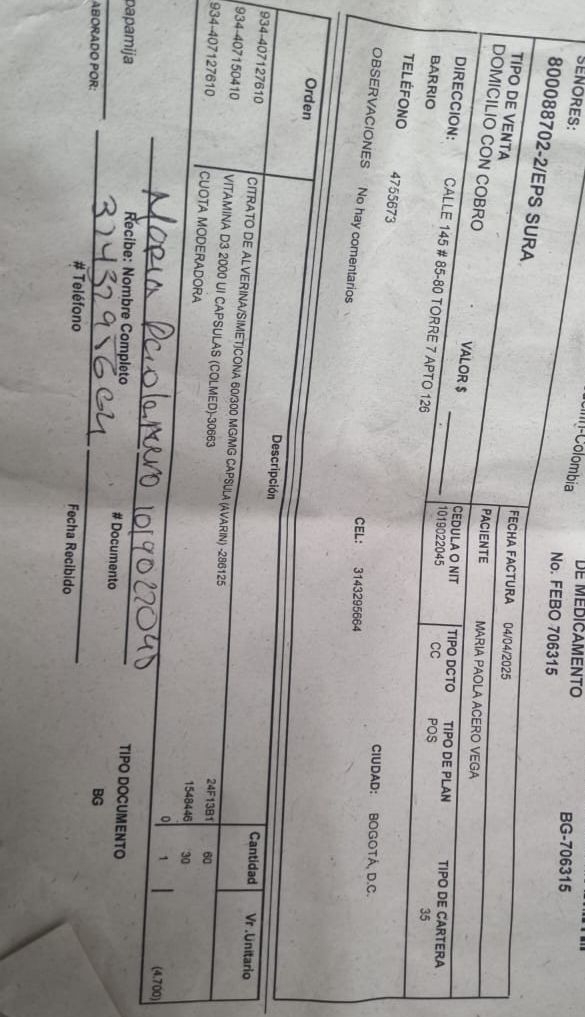 SEÑORES:
-Colombia
DE MEDICAMENTO
BG-706315
800088702-2/EPS SURA
No. FEBO 706315
TIPO DE VENTA
DOMICILIO CON COBRO
FECHA FACTURA 04/04/2025
PACIENTE MARIA PAOLA ACERO VEGA
DIRECCION: CALLE 145 # 85-80 TORRE 7 APTO 126
VALOR $
CEDULA O NIT TIPO DCTO TIPO DE PLAN TIPO DE CARTERA
1019022045 CC POS 35
BARRIO
TELÉFONO 4755673
CEL: 3143295664
CIUDAD: BOGOTÁ, D.C.
OBSERVACIONES No hay comentarios
Orden Descripción Cantidad Vr .Unitario
934-407127610 CITRATO DE ALVERINA/SIMETICONA 60/300 MG/MG CAPSULA (AVARIN) -286125 24F13B1 60
934-407150410 VITAMINA D3 2000 UI CAPSULAS (COLMED)-30663 1548446 30
934-407127610 CUOTA MODERADORA 0 1 (4.700)
papamija
Maria
ABORADO POR:
Recibe: Nombre Completo
# Documento
TIPO DOCUMENTO
BG
# Teléfono
Fecha Recibido